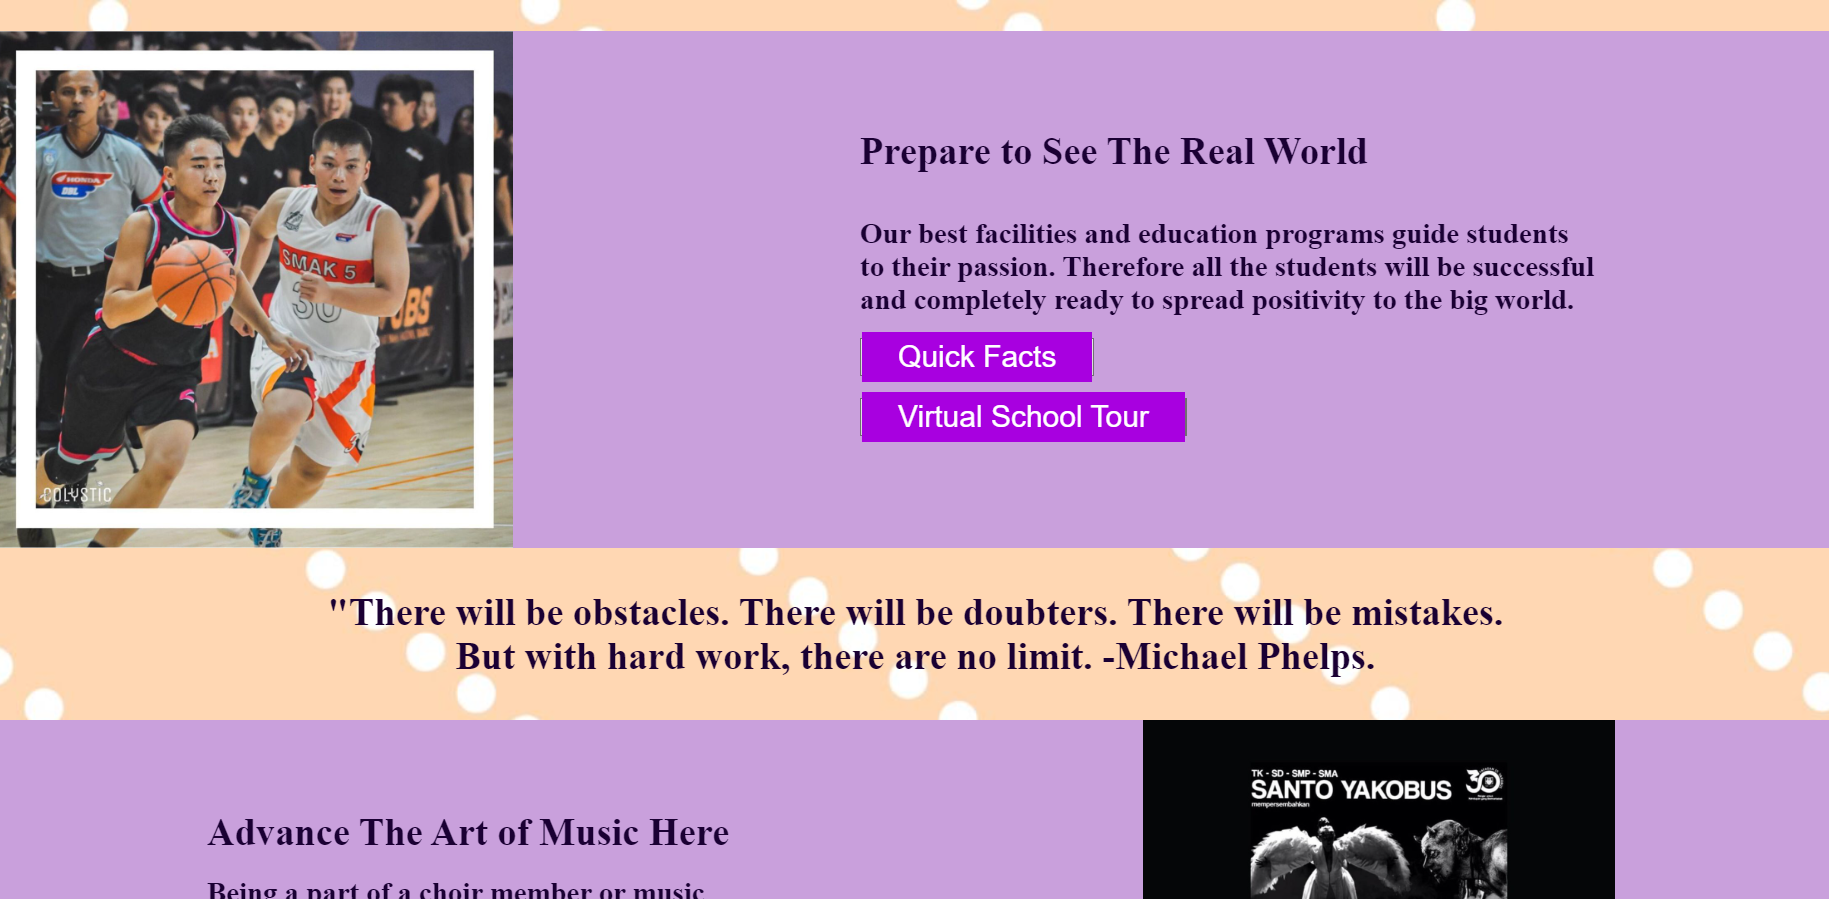 HONDA
DBL
SMAK 5
30
UBS
COLYSTIC
Prepare to See The Real World
Our best facilities and education programs guide students
to their passion. Therefore all the students will be successful
and completely ready to spread positivity to the big world.
Quick Facts
Virtual School Tour
"There will be obstacles. There will be doubters. There will be mistakes.
But with hard work, there are no limit. -Michael Phelps.
Advance The Art of Music Here
Being a part of a choir member or music
TK - SD - SMP - SMA
SANTO YAKOBUS
mempersembahkan
30